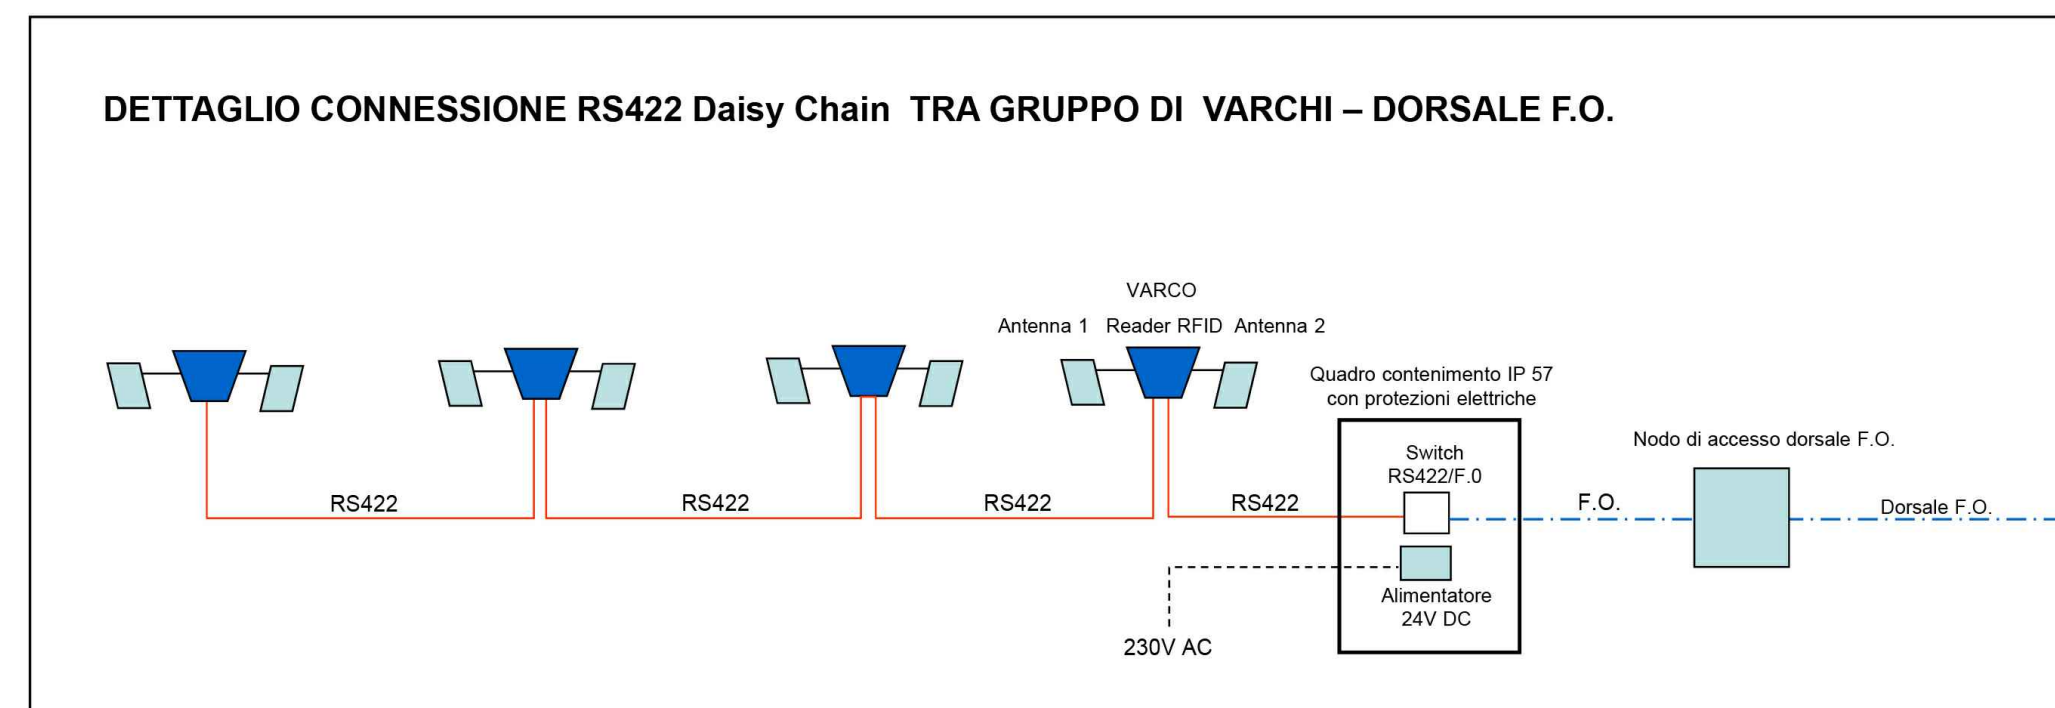 DETTAGLIO CONNESSIONE RS422 Daisy Chain TRA GRUPPO DI VARCHI – DORSALE F.O.
VARCO
Antenna 1 Reader RFID Antenna 2
Quadro contenimento IP 57
con protezioni elettriche
Nodo di accesso dorsale F.O.
Switch
RS422/F.0
RS422 RS422 RS422 RS422 F.O. Dorsale F.O.
Alimentatore
24V DC
230V AC